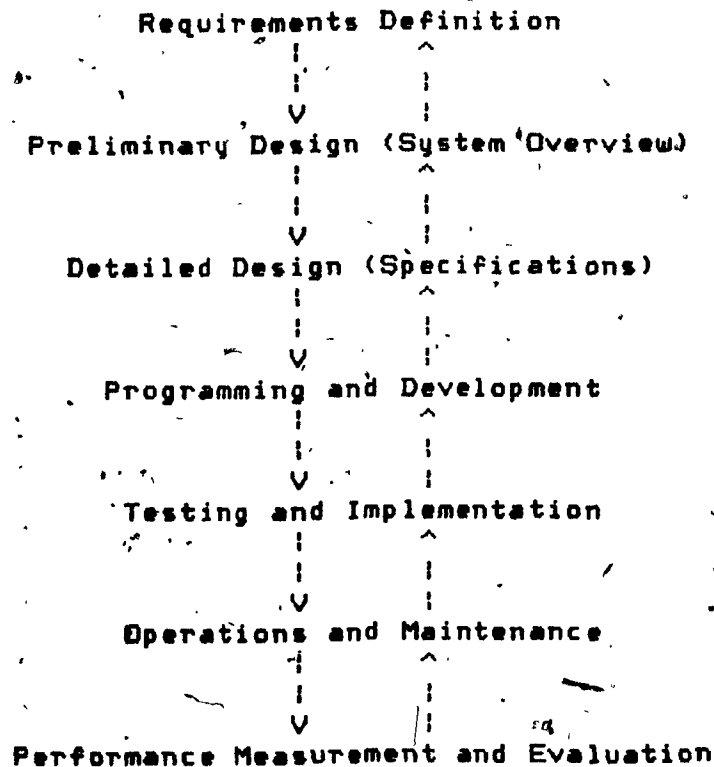 Requirements Definition
Preliminary Design (System Overview)
Detailed Design (Specifications)
Programming and Development
Testing and Implementation
Operations and Maintenance
Performance Measurement and Evaluation